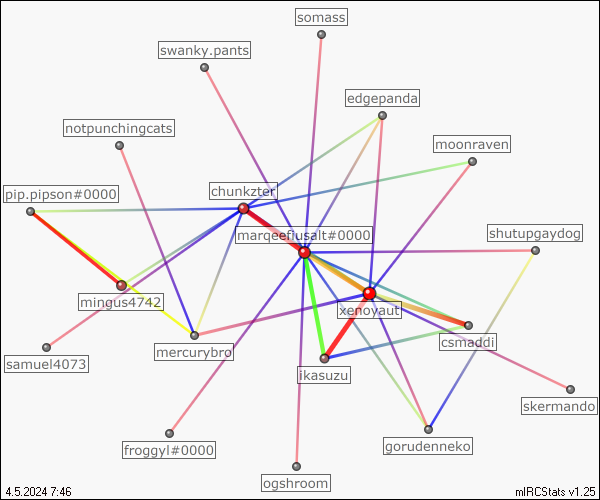 somass
swanky.pants
edgepanda
notpunchingcats
moonraven
pip.pipson#0000
chunkzter
marqeefiusalt#0000
shutupgaydog
mingus4742
xenoyaut
csmaddi
mercurybro
samuel4073
ikasuzu
skermando
froggyl#0000
gorudenneko
ogshroom
4.5.2024 7:46
mIRCStats v1.25